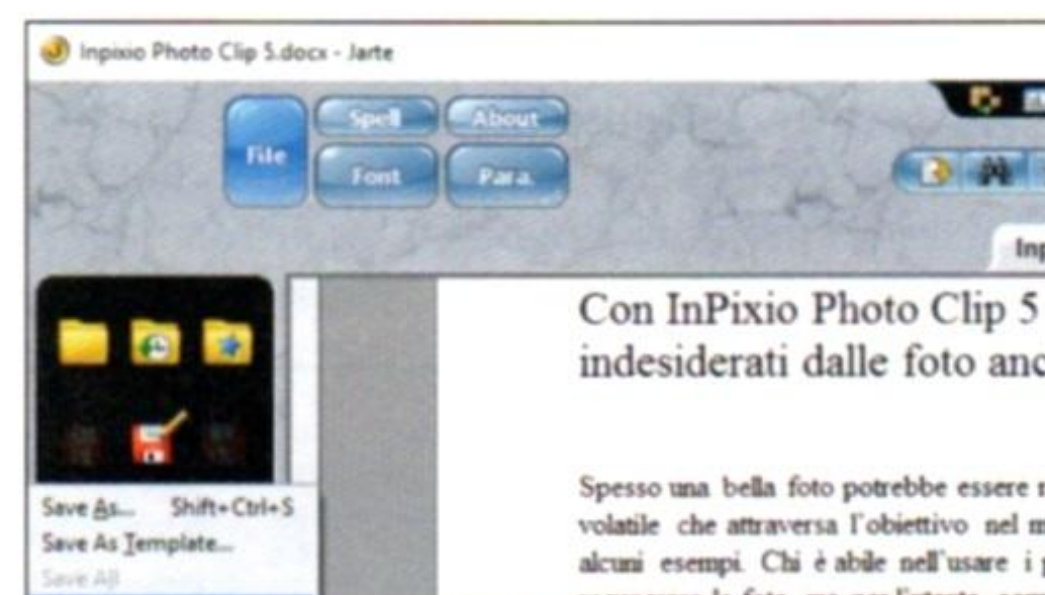 Inpixio Photo Clip 5.docx - Jarte
File
Spell
About
Font
Para.
Inp
Con InPixio Photo Clip 5
indesiderati dalle foto anc
Save As... Shift+Ctrl+S
Save As Template...
Save All
Spesso una bella foto potrebbe essere
volatile che attraversa l'obiettivo nel m
alcuni esempi. Chi è abile nell'usare i